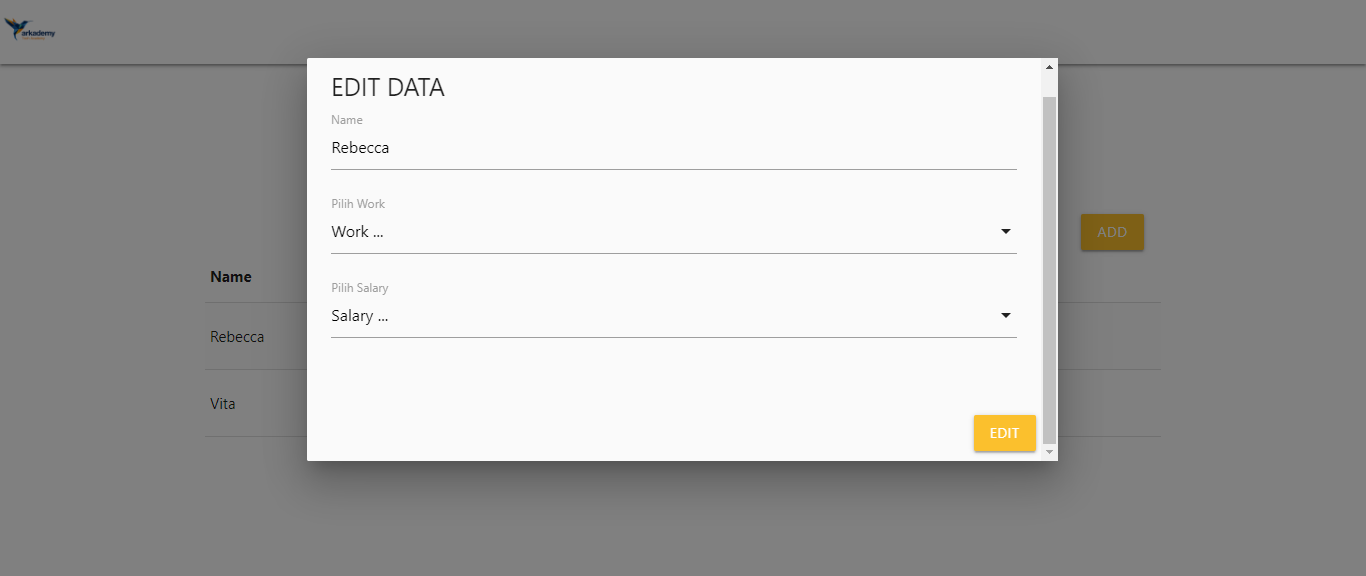 arkademy
EDIT DATA
Name
Rebecca
Pilih Work
Work ...
Pilih Salary
Salary ...
EDIT
ADD
Name
Rebecca
Vita